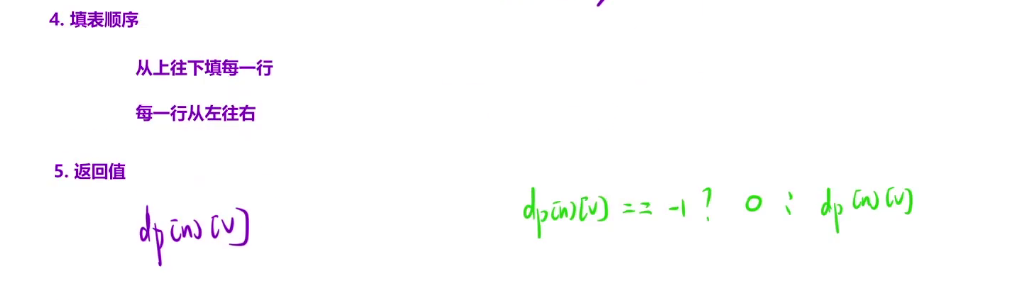 4. 填表顺序
从上往下填每一行
每一行从左往右
5. 返回值
dp[n][V]
dp[n][V] == -1 ? 0 : dp[n][V]